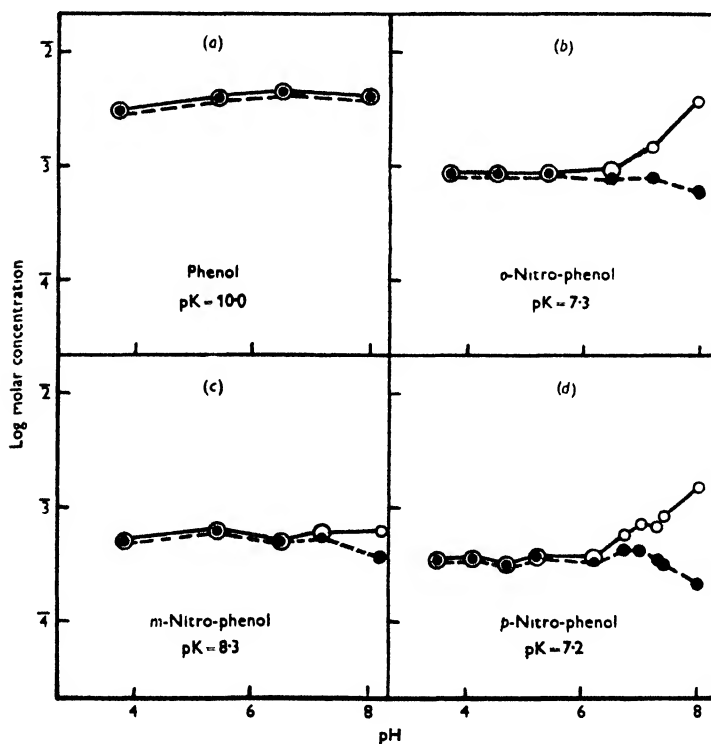 (a)
(b)
2̄
3̄
4̄
Phenol
pK = 10·0
o-Nitro-phenol
pK = 7·3
Log molar concentration
(c)
(d)
2̄
3̄
4̄
m-Nitro-phenol
pK = 8·3
p-Nitro-phenol
pK = 7·2
4
6
8
4
6
8
pH